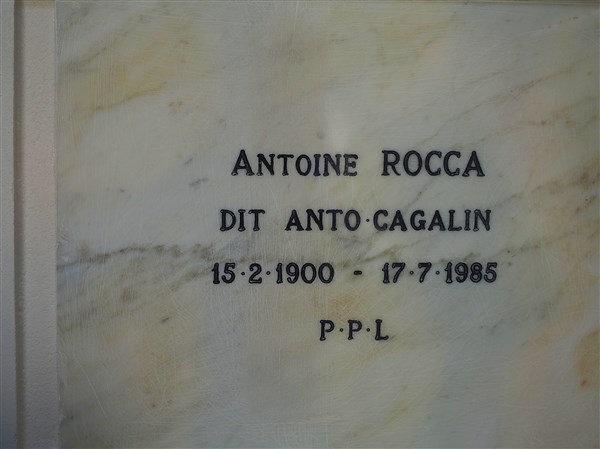 ANTOINE ROCCA
DIT ANTO·CAGALIN
15·2·1900 - 17·7·1985
P·P·L